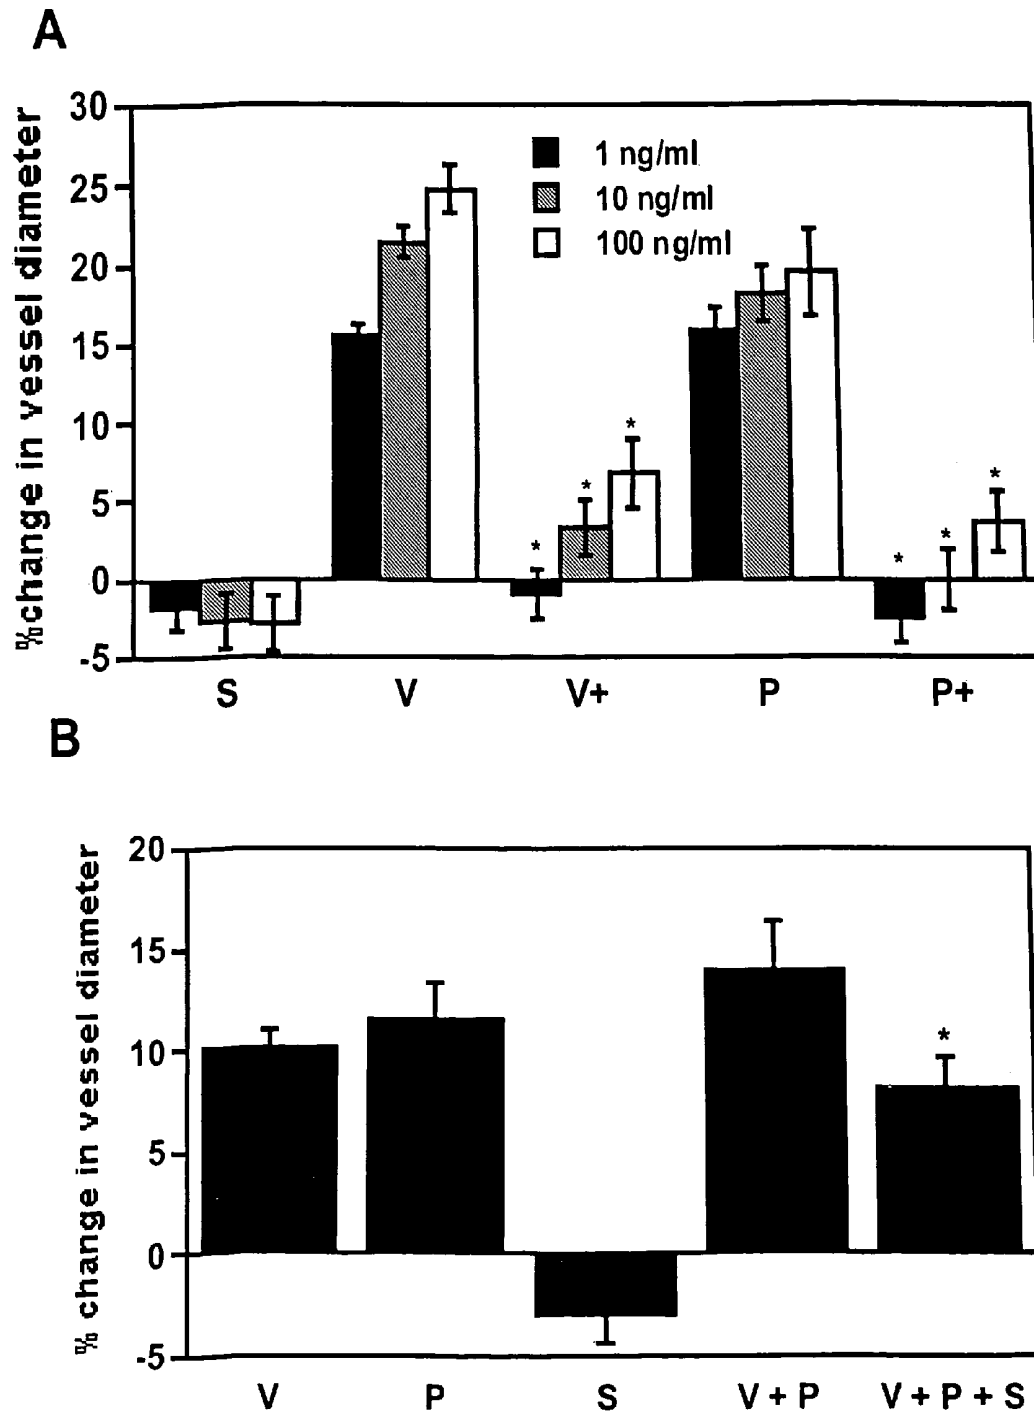 A
%change in vessel diameter
30
25
20
15
10
5
0
-5
1 ng/ml
10 ng/ml
100 ng/ml
*
*
*
*
*
*
S V V+ P P+
B
% change in vessel diameter
20
15
10
5
0
-5
*
V P S V + P V + P + S